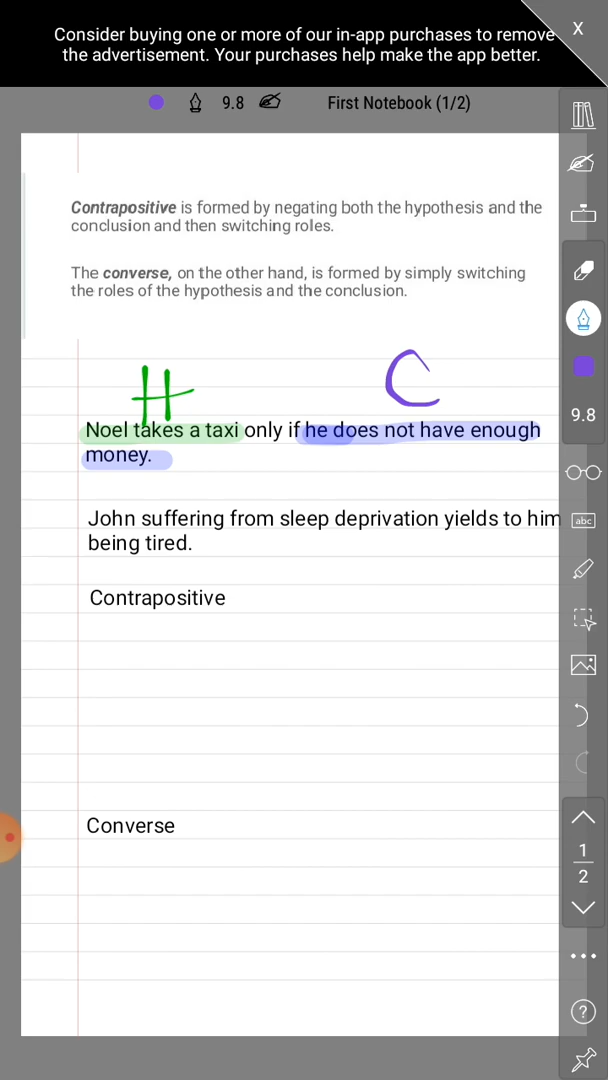 Consider buying one or more of our in-app purchases to remove
the advertisement. Your purchases help make the app better.
X
9.8
First Notebook (1/2)
Contrapositive is formed by negating both the hypothesis and the
conclusion and then switching roles.
The converse, on the other hand, is formed by simply switching
the roles of the hypothesis and the conclusion.
H C
Noel takes a taxi only if he does not have enough
money.
9.8
John suffering from sleep deprivation yields to him
being tired.
abc
Contrapositive
Converse
1
2
?